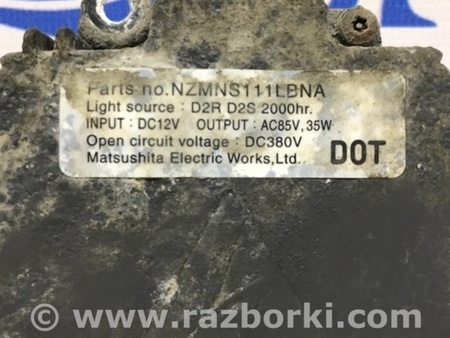 Parts no.NZMNS111LBNA
Light source : D2R D2S 2000hr.
INPUT : DC12V OUTPUT : AC85V, 35W
Open circuit voltage : DC380V
Matsushita Electric Works,Ltd.
DOT
© www.razborki.com/